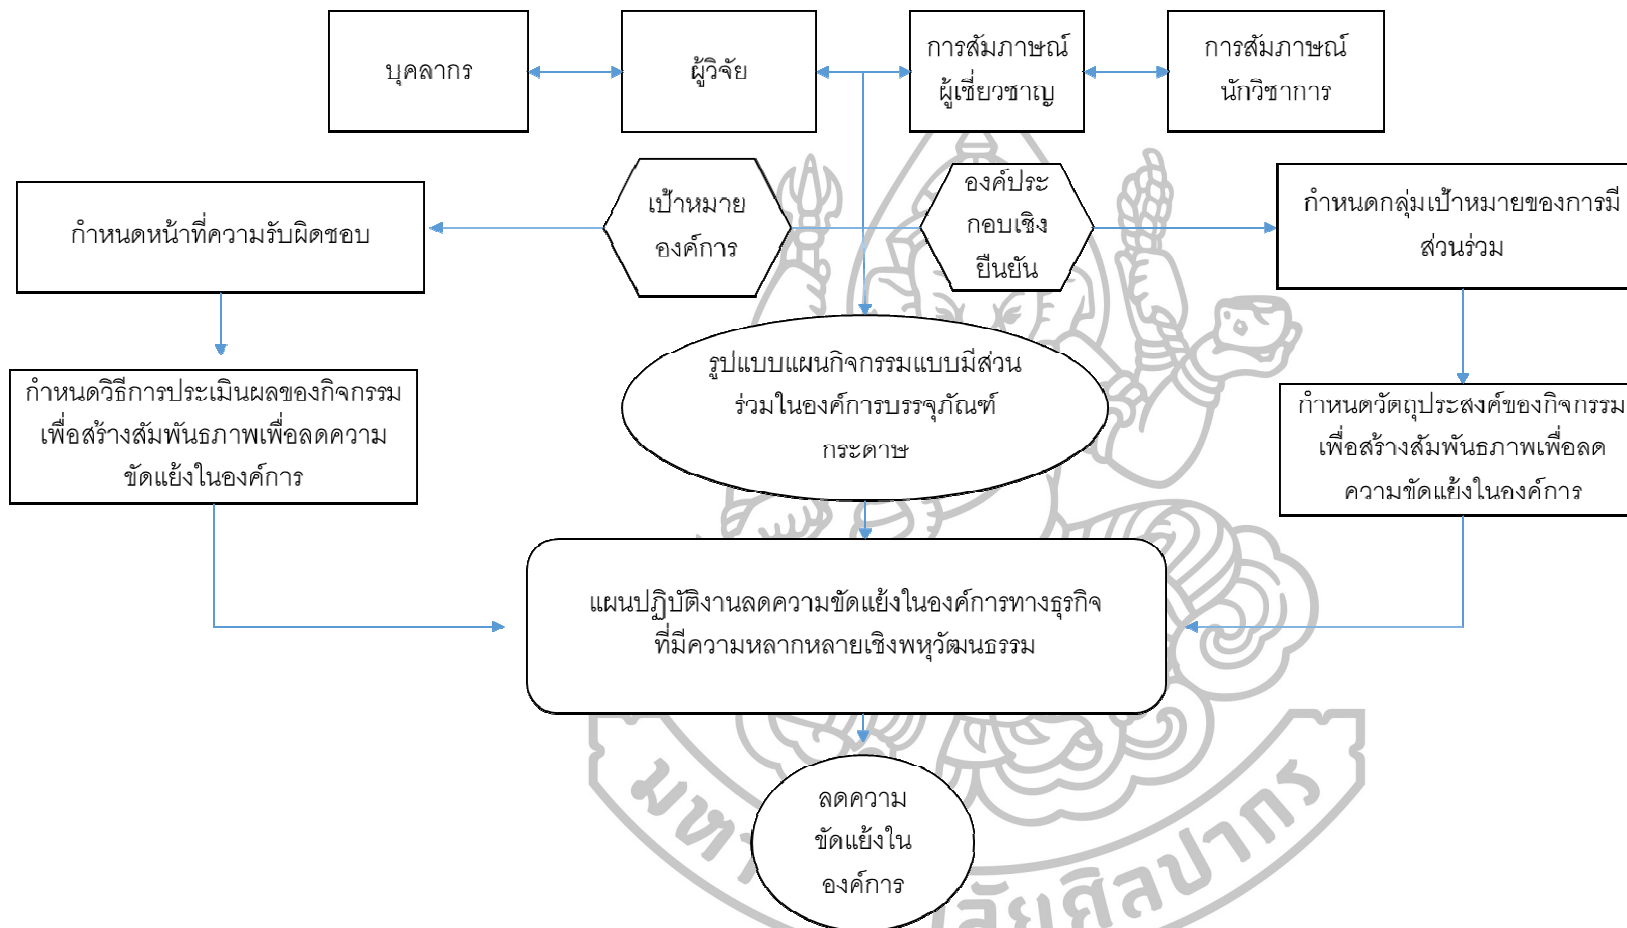 บุคลากร
ผู้วิจัย
การสัมภาษณ์
ผู้เชี่ยวชาญ
การสัมภาษณ์
นักวิชาการ
กำหนดหน้าที่ความรับผิดชอบ
เป้าหมาย
องค์การ
องค์ประ
กอบเชิง
ยืนยัน
กำหนดกลุ่มเป้าหมายของการมี
ส่วนร่วม
กำหนดวิธีการประเมินผลของกิจกรรม
เพื่อสร้างสัมพันธภาพเพื่อลดความ
ขัดแย้งในองค์การ
รูปแบบแผนกิจกรรมแบบมีส่วน
ร่วมในองค์การบรรจุภัณฑ์
กระดาษ
กำหนดวัตถุประสงค์ของกิจกรรม
เพื่อสร้างสัมพันธภาพเพื่อลด
ความขัดแย้งในองค์การ
แผนปฏิบัติงานลดความขัดแย้งในองค์การทางธุรกิจ
ที่มีความหลากหลายเชิงพหุวัฒนธรรม
ลดความ
ขัดแย้งใน
องค์การ